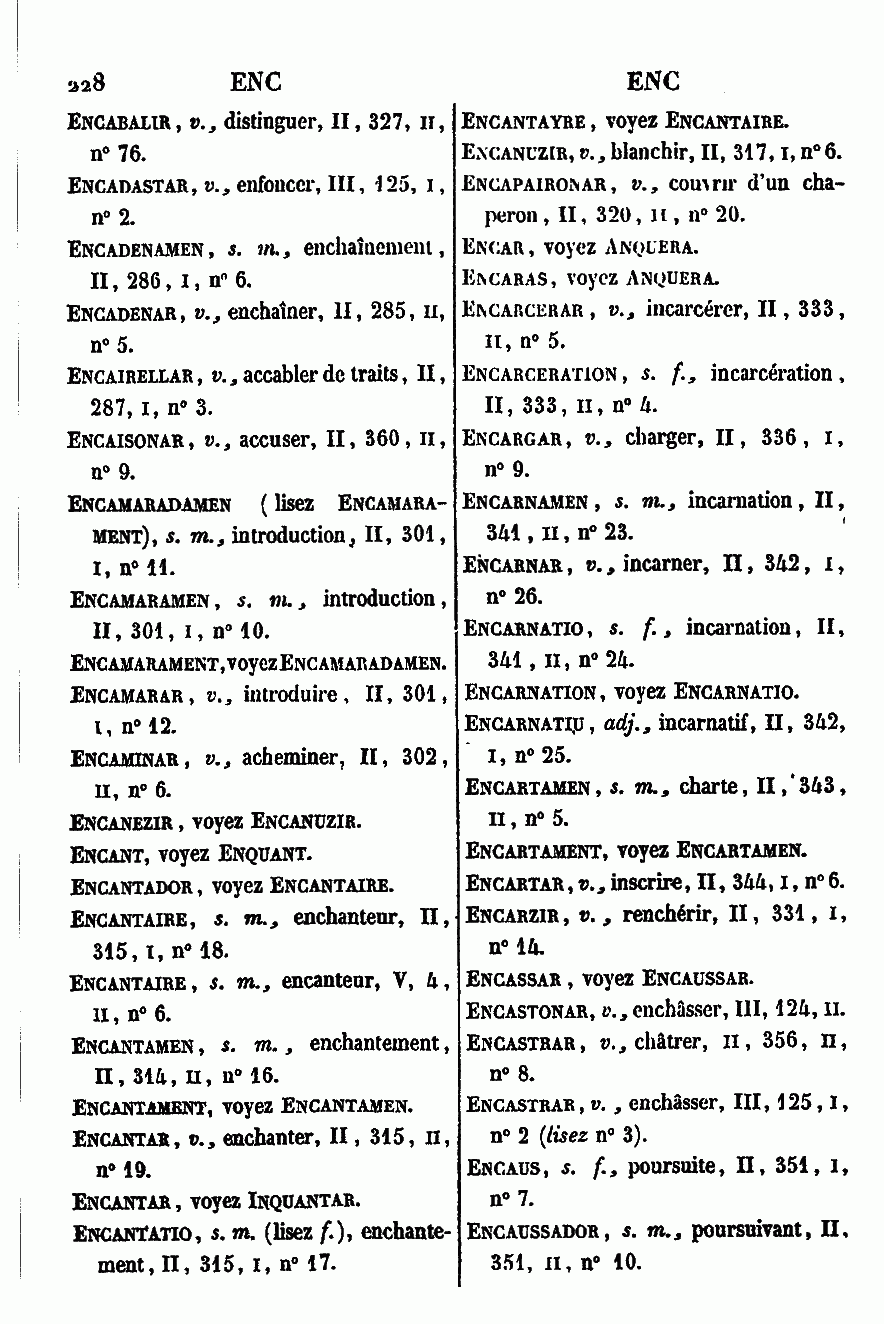 228 ENC ENC
ENCABALIR, v., distinguer, II, 327, II,
n° 76.
ENCADASTAR, v., enfoncer, III, 125, I,
n° 2.
ENCADENAMEN, s. m., enchaînement,
II, 286, I, n° 6.
ENCADENAR, v., enchaîner, II, 285, II,
n° 5.
ENCAIRELLAR, v., accabler de traits, II,
287, I, n° 3.
ENCAISONAR, v., accuser, II, 360, II,
n° 9.
ENCAMARADAMEN (lisez ENCAMARA-
MENT), s. m., introduction, II, 301,
I, n° 11.
ENCAMARAMEN, s. m., introduction,
II, 301, I, n° 10.
ENCAMARAMENT, voyez ENCAMARADAMEN.
ENCAMARAR, v., introduire, II, 301,
I, n° 12.
ENCAMINAR, v., acheminer, II, 302,
II, n° 6.
ENCANEZIR, voyez ENCANUZIR.
ENCANT, voyez ENQUANT.
ENCANTADOR, voyez ENCANTAIRE.
ENCANTAIRE, s. m., enchanteur, II,
315, I, n° 18.
ENCANTAIRE, s. m., encanteur, V, 4,
II, n° 6.
ENCANTAMEN, s. m., enchantement,
II, 314, II, n° 16.
ENCANTAMENT, voyez ENCANTAMEN.
ENCANTAR, v., enchanter, II, 315, II,
n° 19.
ENCANTAR, voyez INQUANTAR.
ENCANTATIO, s. m. (lisez f.), enchante-
ment, II, 315, I, n° 17.
ENCANTAYRE, voyez ENCANTAIRE.
ENCANUZIR, v., blanchir, II, 317, I, n° 6.
ENCAPAIRONAR, v., couvrir d'un cha-
peron, II, 320, II, n° 20.
ENCAR, voyez ANQUERA.
ENCARAS, voyez ANQUERA.
ENCARCERAR, v., incarcérer, II, 333,
II, n° 5.
ENCARCERATION, s. f., incarcération,
II, 333, II, n° 4.
ENCARGAR, v., charger, II, 336, I,
n° 9.
ENCARNAMEN, s. m., incarnation, II,
341, II, n° 23.
ENCARNAR, v., incarner, II, 342, I,
n° 26.
ENCARNATIO, s. f., incarnation, II,
341, II, n° 24.
ENCARNATION, voyez ENCARNATIO.
ENCARNATIU, adj., incarnatif, II, 342,
I, n° 25.
ENCARTAMEN, s. m., charte, II, 343,
II, n° 5.
ENCARTAMENT, voyez ENCARTAMEN.
ENCARTAR, v., inscrire, II, 344, I, n° 6.
ENCARZIR, v., renchérir, II, 331, I,
n° 14.
ENCASSAR, voyez ENCAUSSAR.
ENCASTONAR, v., enchâsser, III, 124, II.
ENCASTRAR, v., châtrer, II, 356, II,
n° 8.
ENCASTRAR, v., enchâsser, III, 125, I,
n° 2 (lisez n° 3).
ENCAUS, s. f., poursuite, II, 351, I,
n° 7.
ENCAUSSADOR, s. m., poursuivant, II,
351, II, n° 10.